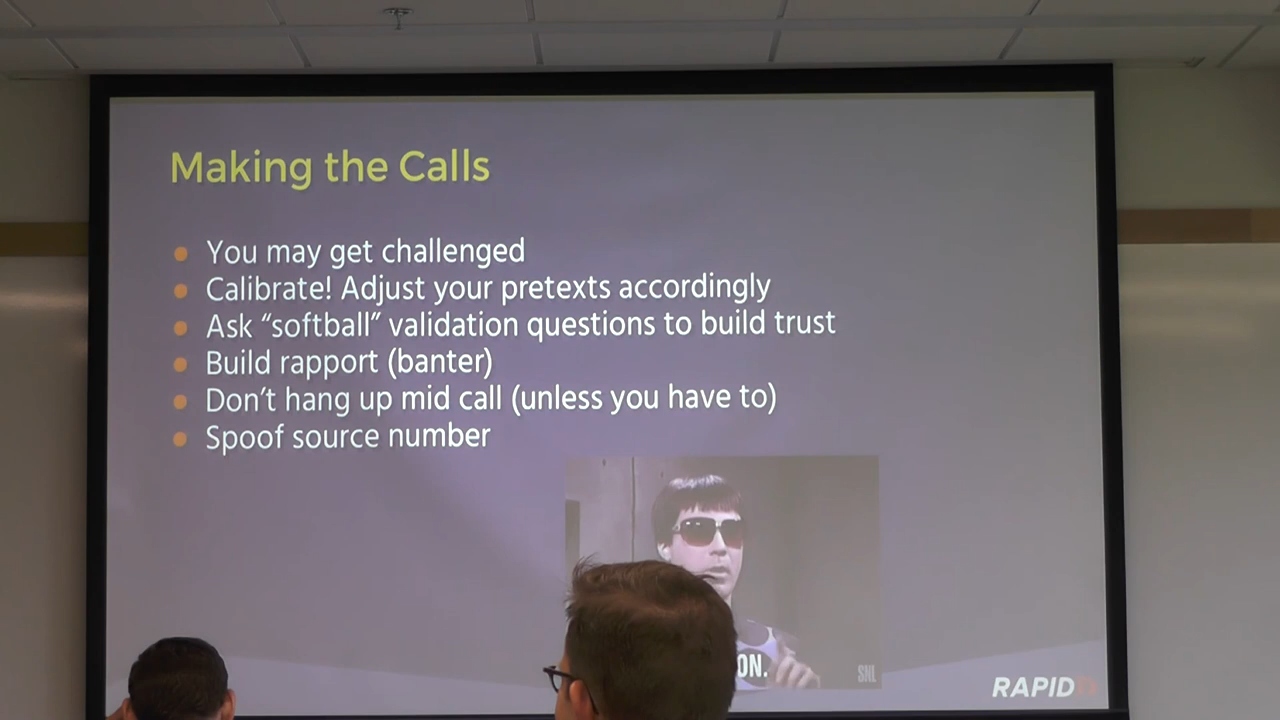 Making the Calls
You may get challenged
Calibrate! Adjust your pretexts accordingly
Ask “softball” validation questions to build trust
Build rapport (banter)
Don’t hang up mid call (unless you have to)
Spoof source number
ON.
SNL
RAPID